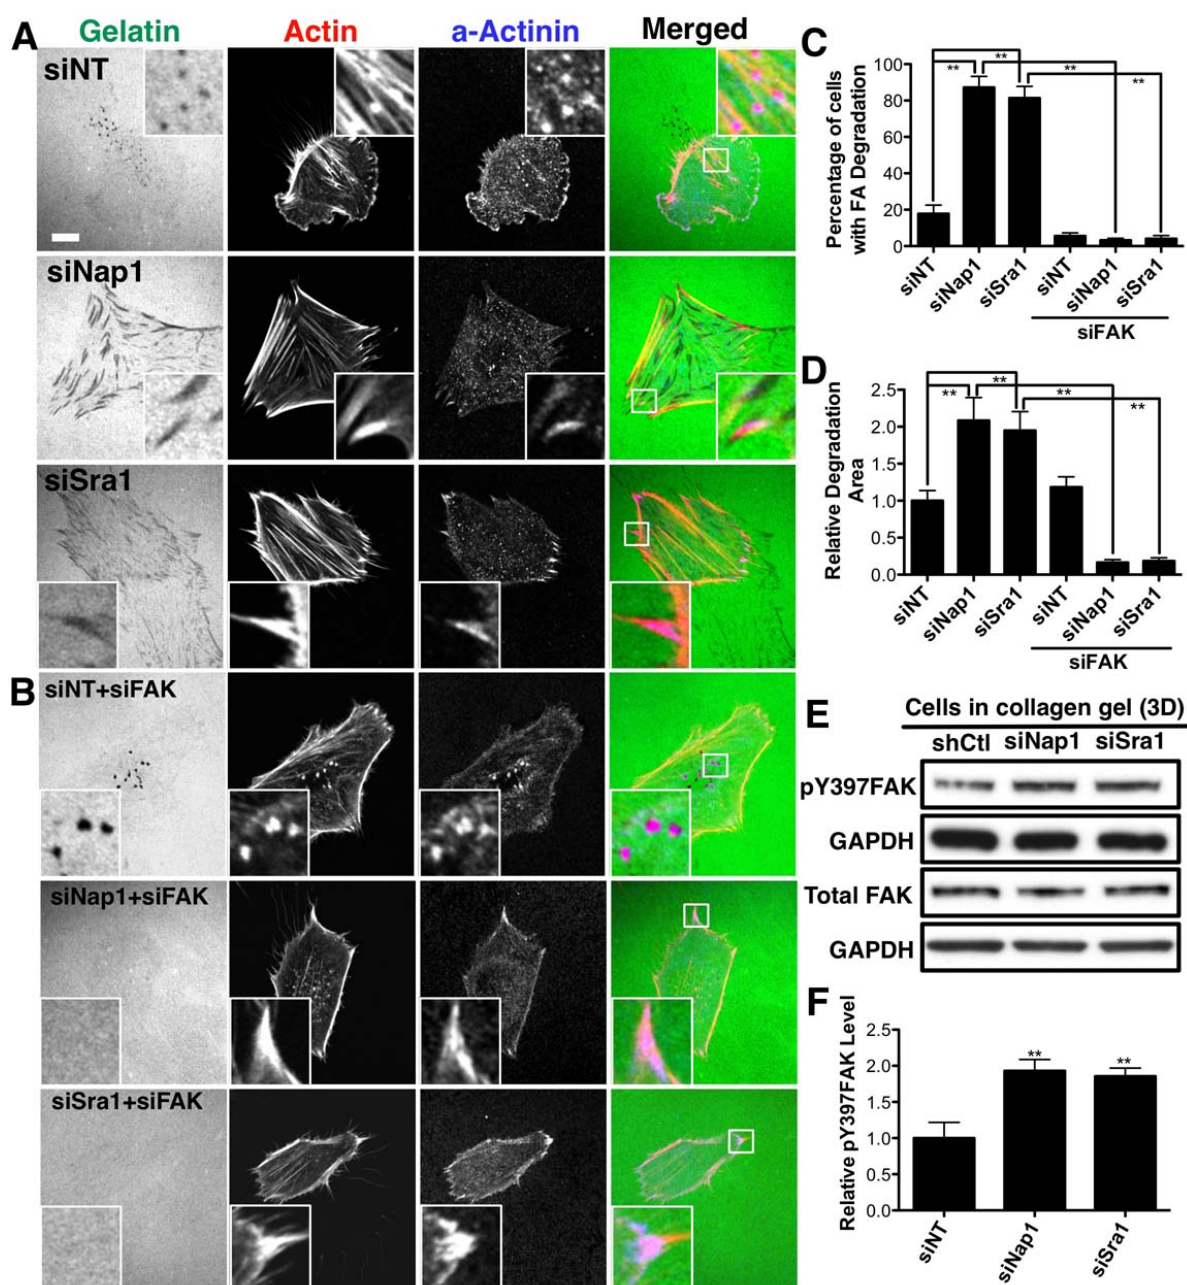 A
Gelatin
Actin
a-Actinin
Merged
siNT
siNap1
siSra1
B
siNT+siFAK
siNap1+siFAK
siSra1+siFAK
C
Percentage of cells
with FA Degradation
100
80
60
40
20
0
** ** ** **
siNT siNap1 siSra1 siNT siNap1 siSra1
siFAK
D
Relative Degradation
Area
2.5
2.0
1.5
1.0
0.5
0.0
** ** ** **
siNT siNap1 siSra1 siNT siNap1 siSra1
siFAK
E
Cells in collagen gel (3D)
shCtl siNap1 siSra1
pY397FAK
GAPDH
Total FAK
GAPDH
F
Relative pY397FAK Level
2.5
2.0
1.5
1.0
0.5
0.0
** **
siNT siNap1 siSra1